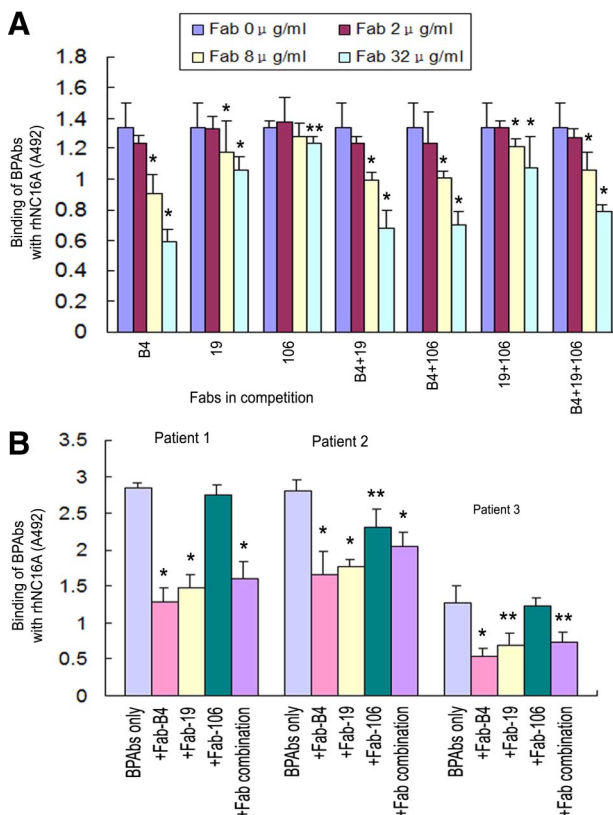 A
Fab 0 μ g/ml
Fab 2 μ g/ml
Fab 8 μ g/ml
Fab 32 μ g/ml
Binding of BPAbs
with rhNC16A (A492)
1.8
1.6
1.4
1.2
1
0.8
0.6
0.4
0.2
0
* * * * ** * * * * * * * *
B4
19
106
B4+19
B4+106
19+106
B4+19+106
Fabs in competition
B
Binding of BPAbs
with rhNC16A (A492)
3.5
3
2.5
2
1.5
1
0.5
0
Patient 1
Patient 2
Patient 3
* * * * * ** * * ** **
BPAbs only
+Fab-B4
+Fab-19
+Fab-106
+Fab combination
BPAbs only
+Fab-B4
+Fab-19
+Fab-106
+Fab combination
BPAbs only
+Fab-B4
+Fab-19
+Fab-106
+Fab combination